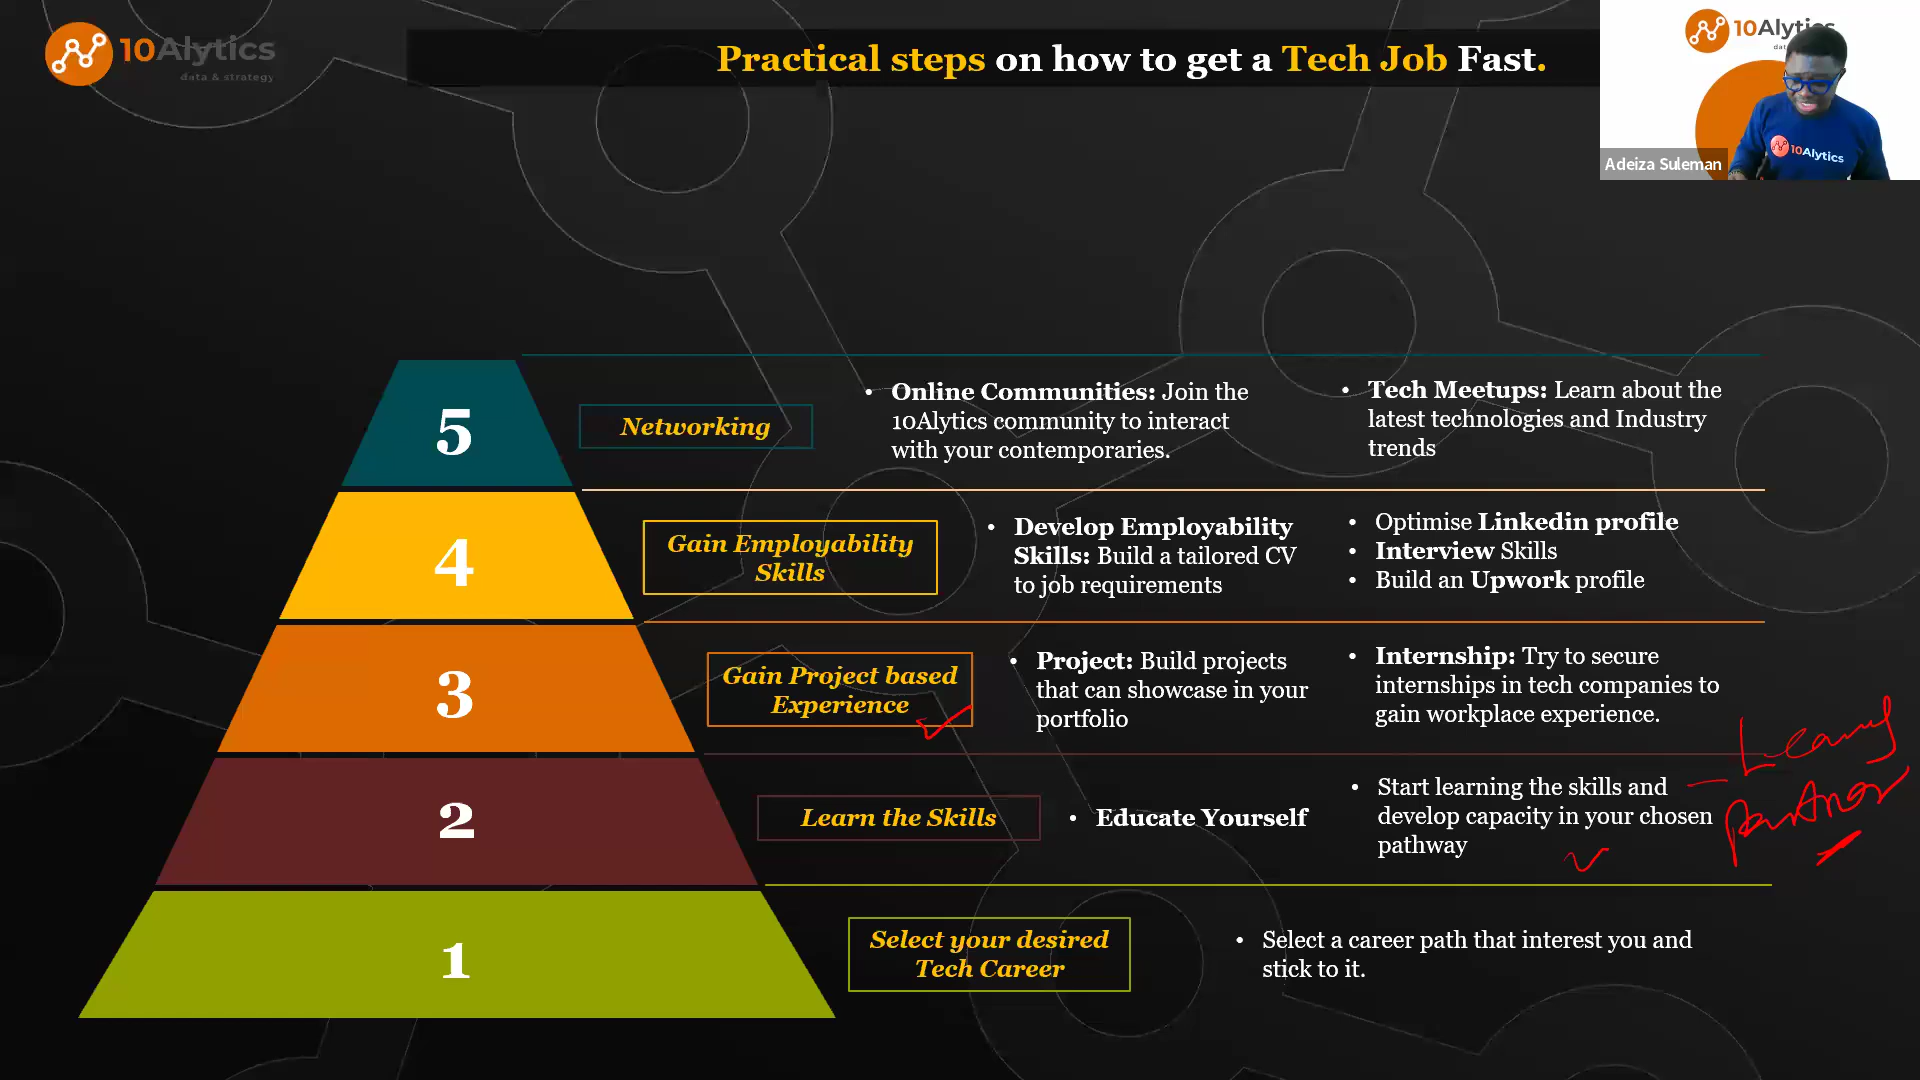 10Alytics
data & strategy
Practical steps on how to get a Tech Job Fast.
10Alytics
Adeiza Suleman
10Alytics
5
Networking
• Online Communities: Join the
10Alytics community to interact
with your contemporaries.
• Tech Meetups: Learn about the
latest technologies and Industry
trends
4
Gain Employability
Skills
• Develop Employability
Skills: Build a tailored CV
to job requirements
• Optimise Linkedin profile
• Interview Skills
• Build an Upwork profile
3
Gain Project based
Experience
• Project: Build projects
that can showcase in your
portfolio
• Internship: Try to secure
internships in tech companies to
gain workplace experience.
2
Learn the Skills
• Educate Yourself
• Start learning the skills and
develop capacity in your chosen
pathway
partner
1
Select your desired
Tech Career
• Select a career path that interest you and
stick to it.